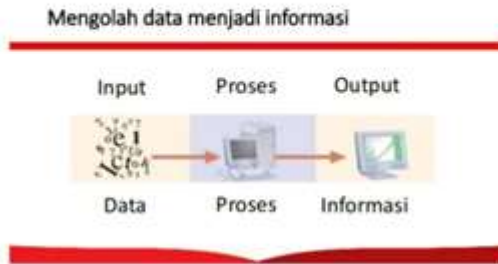 Mengolah data menjadi informasi
Input Proses Output
Data Proses Informasi